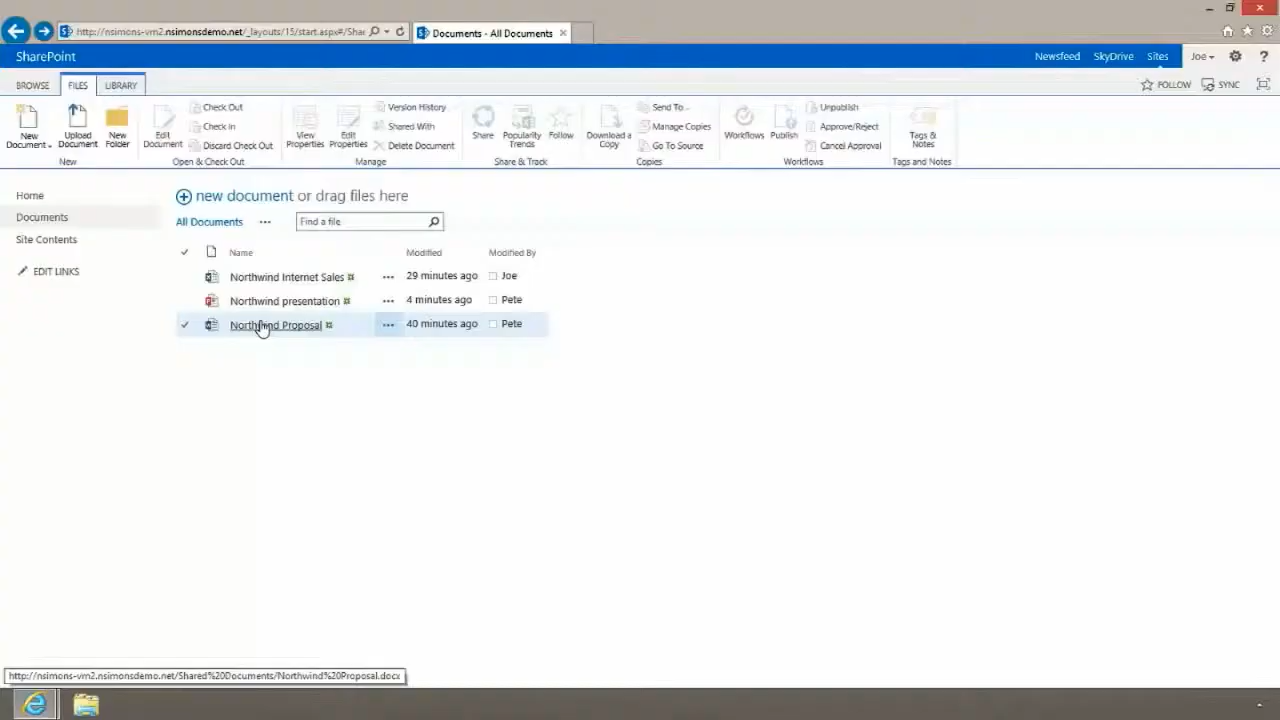 http://nsimons-vm2.nsimonsdemo.net/_layouts/15/start.aspx#/Shar
Documents - All Documents
SharePoint
Newsfeed SkyDrive Sites Joe ?
BROWSE FILES LIBRARY
FOLLOW SYNC
New Document
Upload Document
New Folder
New
Edit Document
Check Out
Check In
Discard Check Out
Open & Check Out
View Properties
Edit Properties
Version History
Shared With
Delete Document
Manage
Share
Popularity Trends
Follow
Share & Track
Download a Copy
Send To
Manage Copies
Go To Source
Copies
Workflows
Publish
Unpublish
Approve/Reject
Cancel Approval
Workflows
Tags & Notes
Tags and Notes
Home
Documents
Site Contents
EDIT LINKS
new document or drag files here
All Documents ... Find a file
Name Modified Modified By
Northwind Internet Sales ... 29 minutes ago Joe
Northwind presentation ... 4 minutes ago Pete
Northwind Proposal ... 40 minutes ago Pete
http://nsimons-vm2.nsimonsdemo.net/Shared%20Documents/Northwind%20Proposal.docx